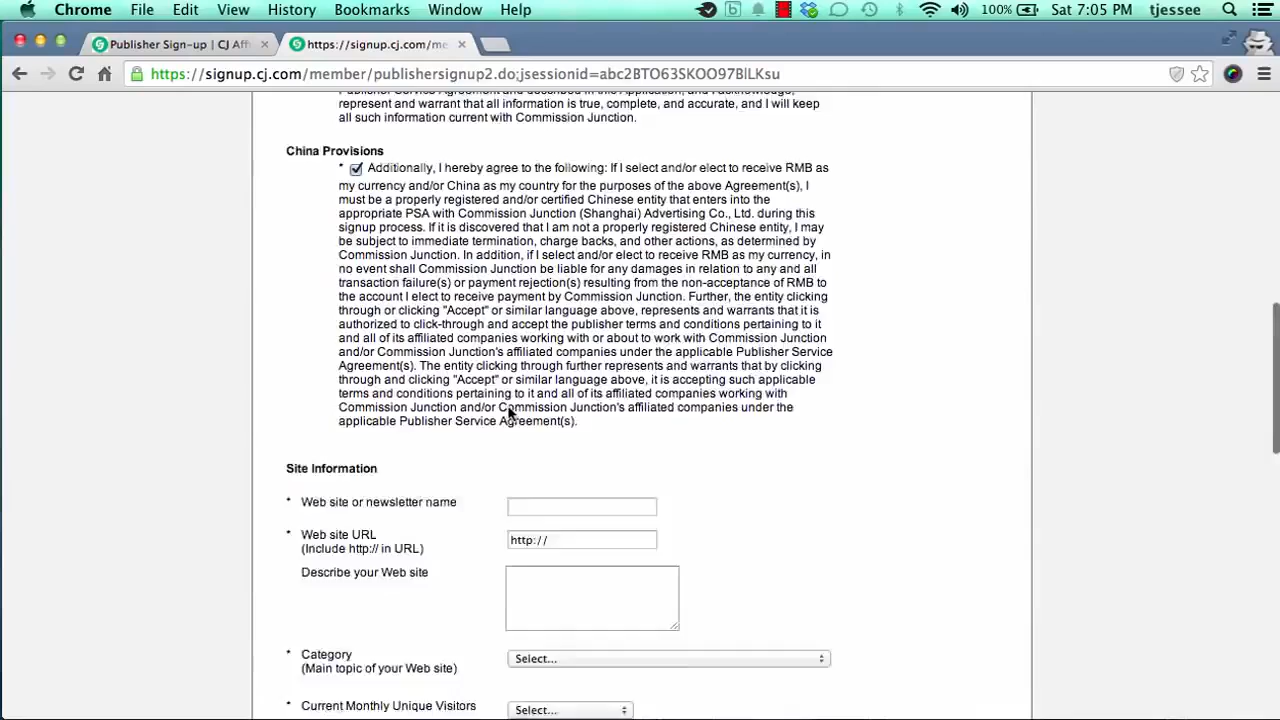 Chrome File Edit View History Bookmarks Window Help 100% Sat 7:05 PM tjessee
Publisher Sign-up | CJ Aff https://signup.cj.com/me
https://signup.cj.com/member/publishersignup2.do;jsessionid=abc2BTO63SKOO97BlLKsu
Publisher Service Agreement and described in this Application, and I acknowledge,
represent and warrant that all information is true, complete, and accurate, and I will keep
all such information current with Commission Junction.
China Provisions
* Additionally, I hereby agree to the following: If I select and/or elect to receive RMB as
my currency and/or China as my country for the purposes of the above Agreement(s), I
must be a properly registered and/or certified Chinese entity that enters into the
appropriate PSA with Commission Junction (Shanghai) Advertising Co., Ltd. during this
signup process. If it is discovered that I am not a properly registered Chinese entity, I may
be subject to immediate termination, charge backs, and other actions, as determined by
Commission Junction. In addition, if I select and/or elect to receive RMB as my currency, in
no event shall Commission Junction be liable for any damages in relation to any and all
transaction failure(s) or payment rejection(s) resulting from the non-acceptance of RMB to
the account I elect to receive payment by Commission Junction. Further, the entity clicking
through or clicking "Accept" or similar language above, represents and warrants that it is
authorized to click-through and accept the publisher terms and conditions pertaining to it
and all of its affiliated companies working with or about to work with Commission Junction
and/or Commission Junction's affiliated companies under the applicable Publisher Service
Agreement(s). The entity clicking through further represents and warrants that by clicking
through and clicking "Accept" or similar language above, it is accepting such applicable
terms and conditions pertaining to it and all of its affiliated companies working with
Commission Junction and/or Commission Junction's affiliated companies under the
applicable Publisher Service Agreement(s).
Site Information
* Web site or newsletter name
* Web site URL http://
(Include http:// in URL)
Describe your Web site
* Category Select...
(Main topic of your Web site)
* Current Monthly Unique Visitors Select...